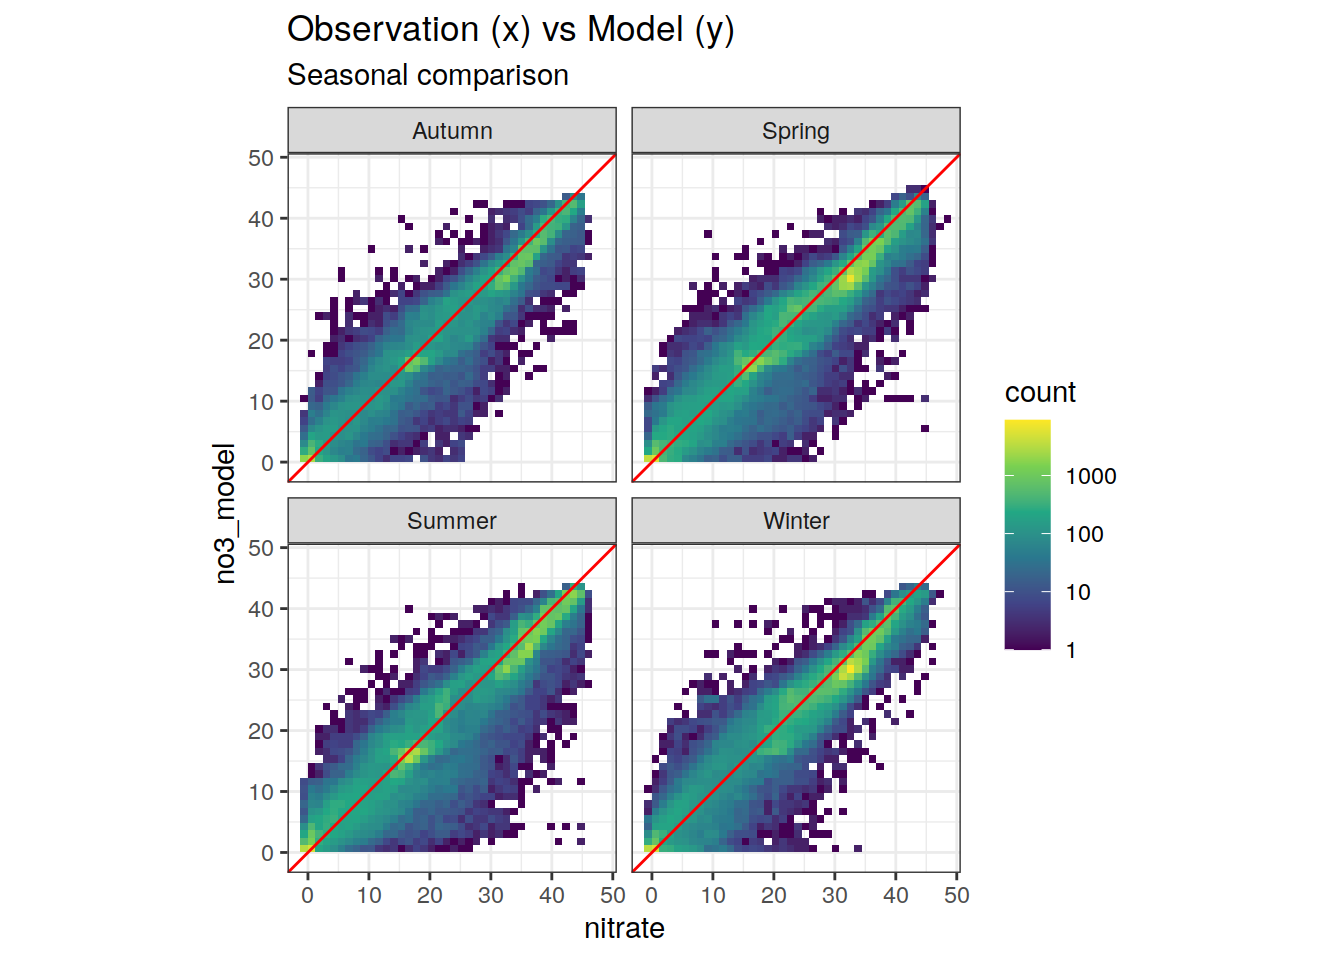 Observation (x) vs Model (y)
Seasonal comparison
Autumn
Spring
50
40
30
20
10
0
Summer
Winter
50
40
30
20
10
0
0 10 20 30 40 50
0 10 20 30 40 50
nitrate
no3_model
count
1000
100
10
1